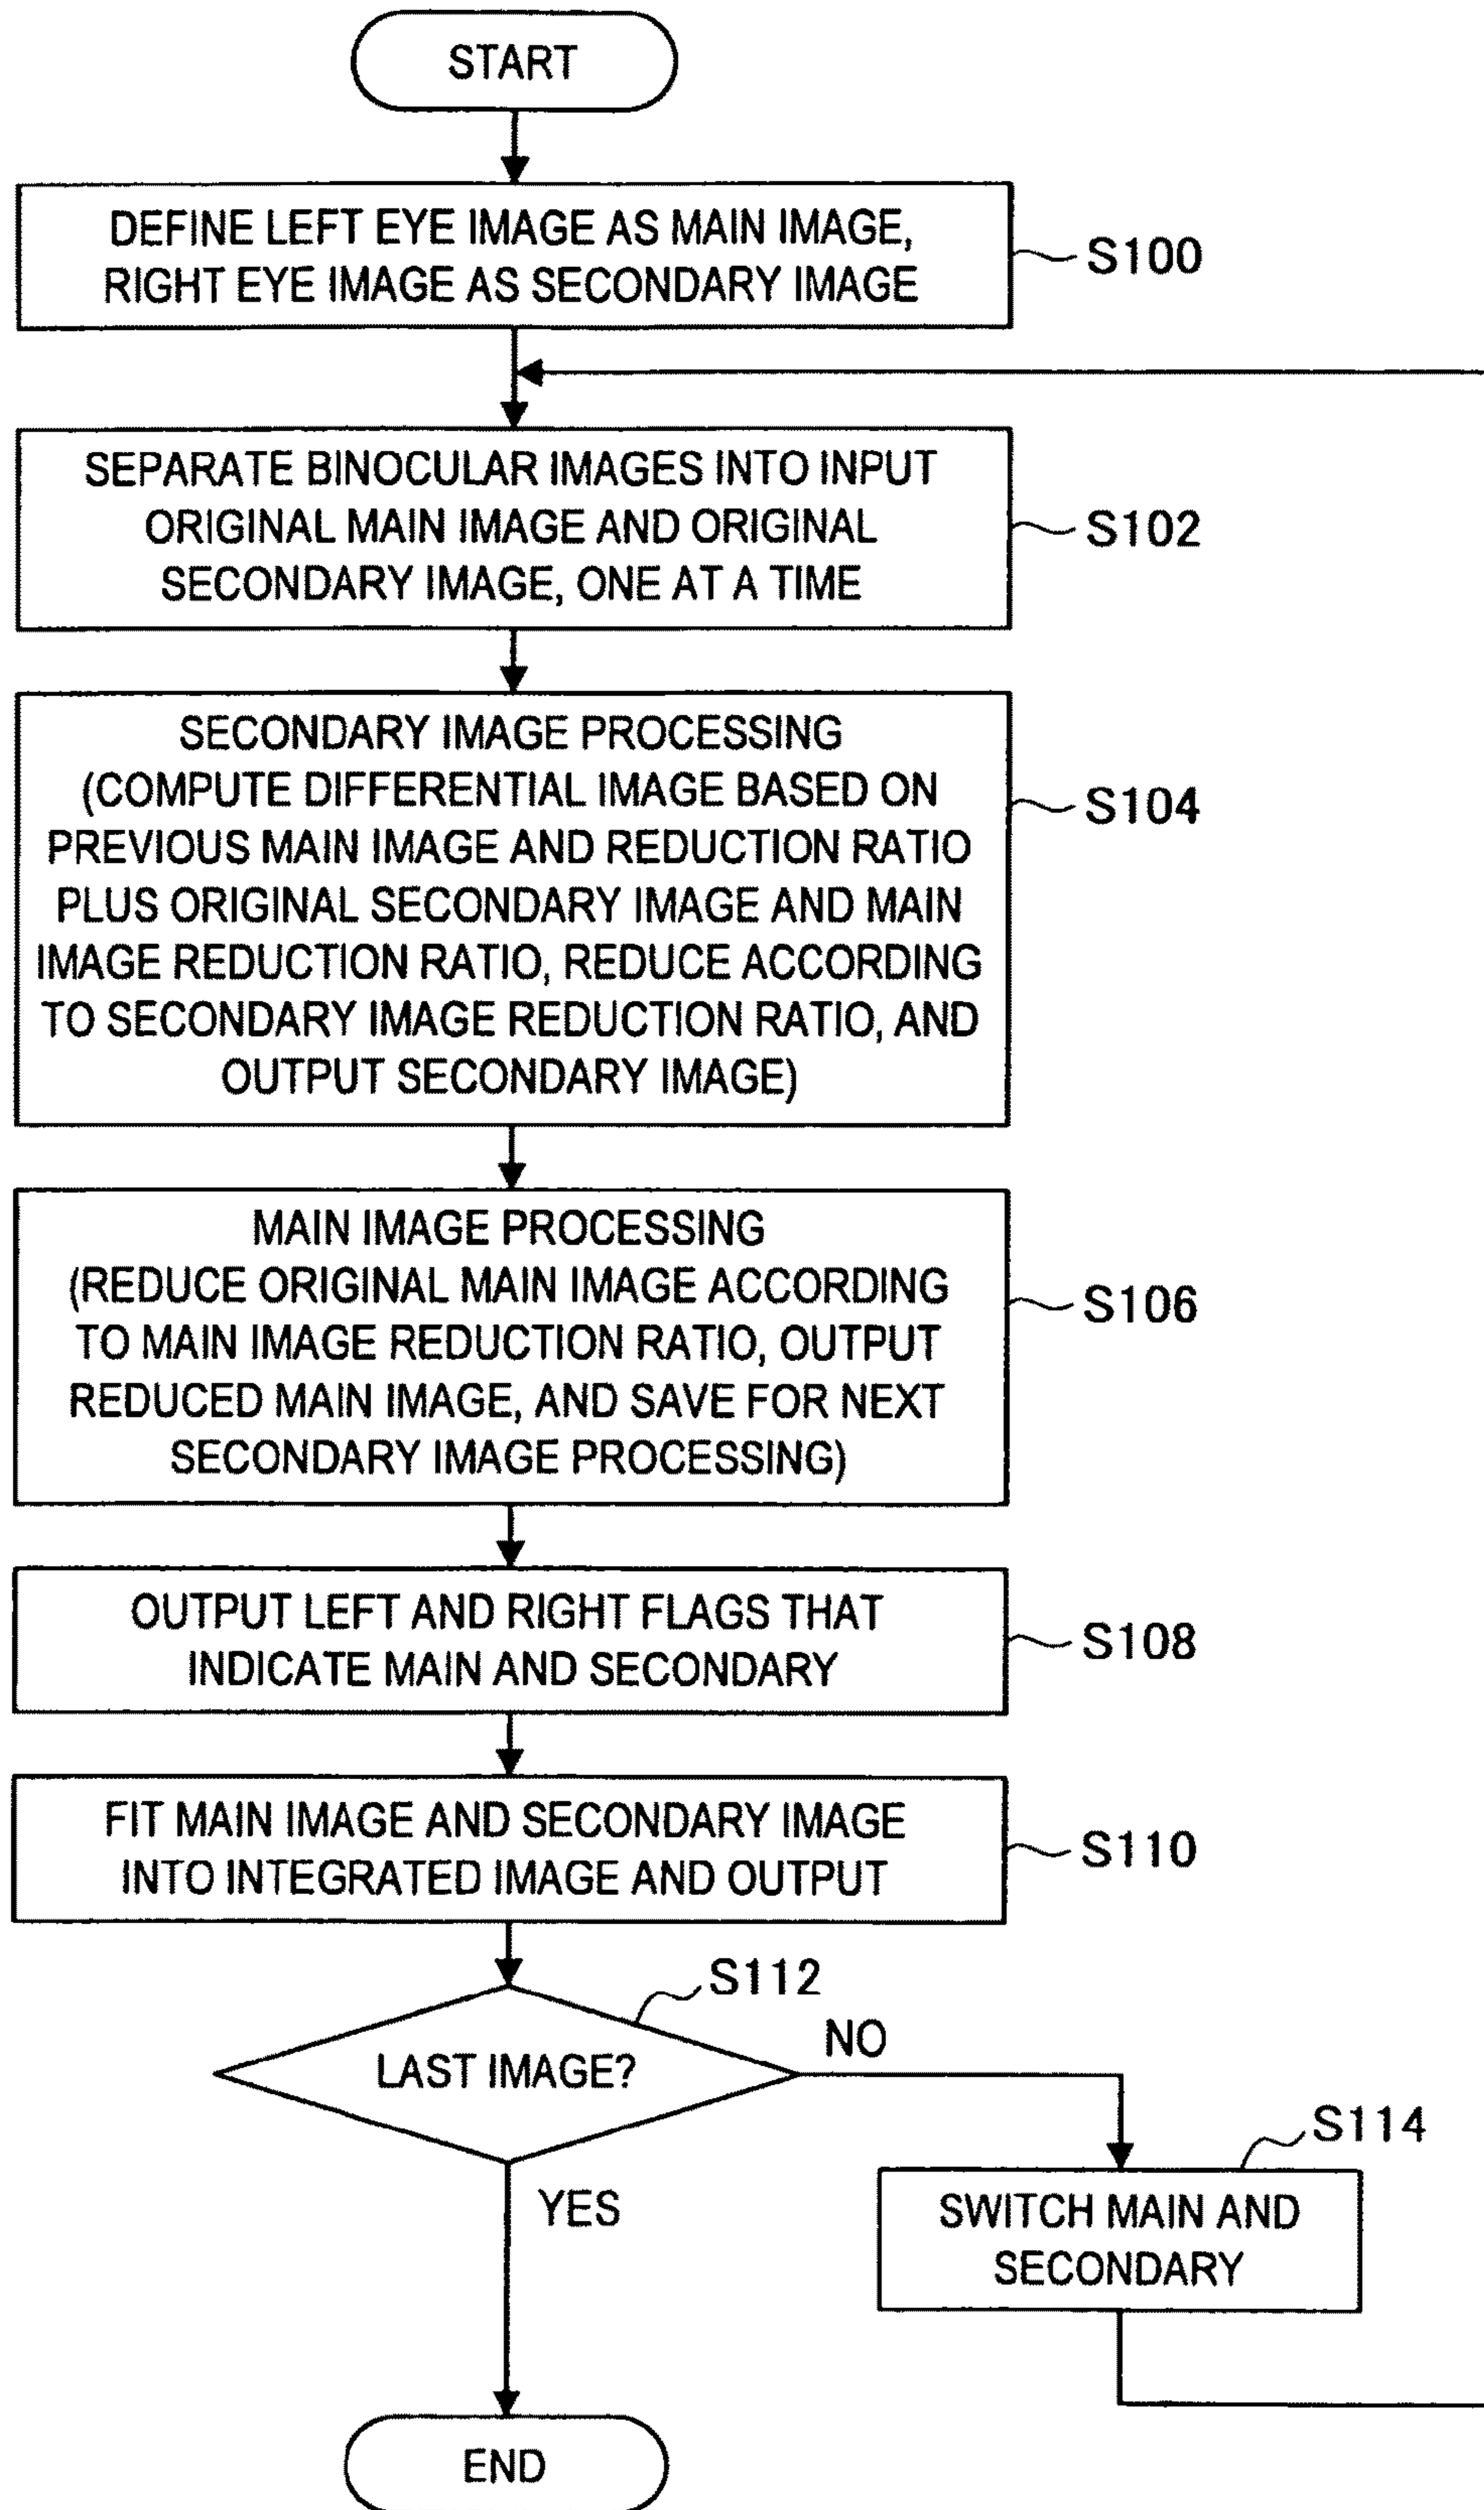 START
DEFINE LEFT EYE IMAGE AS MAIN IMAGE,
RIGHT EYE IMAGE AS SECONDARY IMAGE
S100
SEPARATE BINOCULAR IMAGES INTO INPUT
ORIGINAL MAIN IMAGE AND ORIGINAL
SECONDARY IMAGE, ONE AT A TIME
S102
SECONDARY IMAGE PROCESSING
(COMPUTE DIFFERENTIAL IMAGE BASED ON
PREVIOUS MAIN IMAGE AND REDUCTION RATIO
PLUS ORIGINAL SECONDARY IMAGE AND MAIN
IMAGE REDUCTION RATIO, REDUCE ACCORDING
TO SECONDARY IMAGE REDUCTION RATIO, AND
OUTPUT SECONDARY IMAGE)
S104
MAIN IMAGE PROCESSING
(REDUCE ORIGINAL MAIN IMAGE ACCORDING
TO MAIN IMAGE REDUCTION RATIO, OUTPUT
REDUCED MAIN IMAGE, AND SAVE FOR NEXT
SECONDARY IMAGE PROCESSING)
S106
OUTPUT LEFT AND RIGHT FLAGS THAT
INDICATE MAIN AND SECONDARY
S108
FIT MAIN IMAGE AND SECONDARY IMAGE
INTO INTEGRATED IMAGE AND OUTPUT
S110
S112
LAST IMAGE?
NO
YES
S114
SWITCH MAIN AND
SECONDARY
END